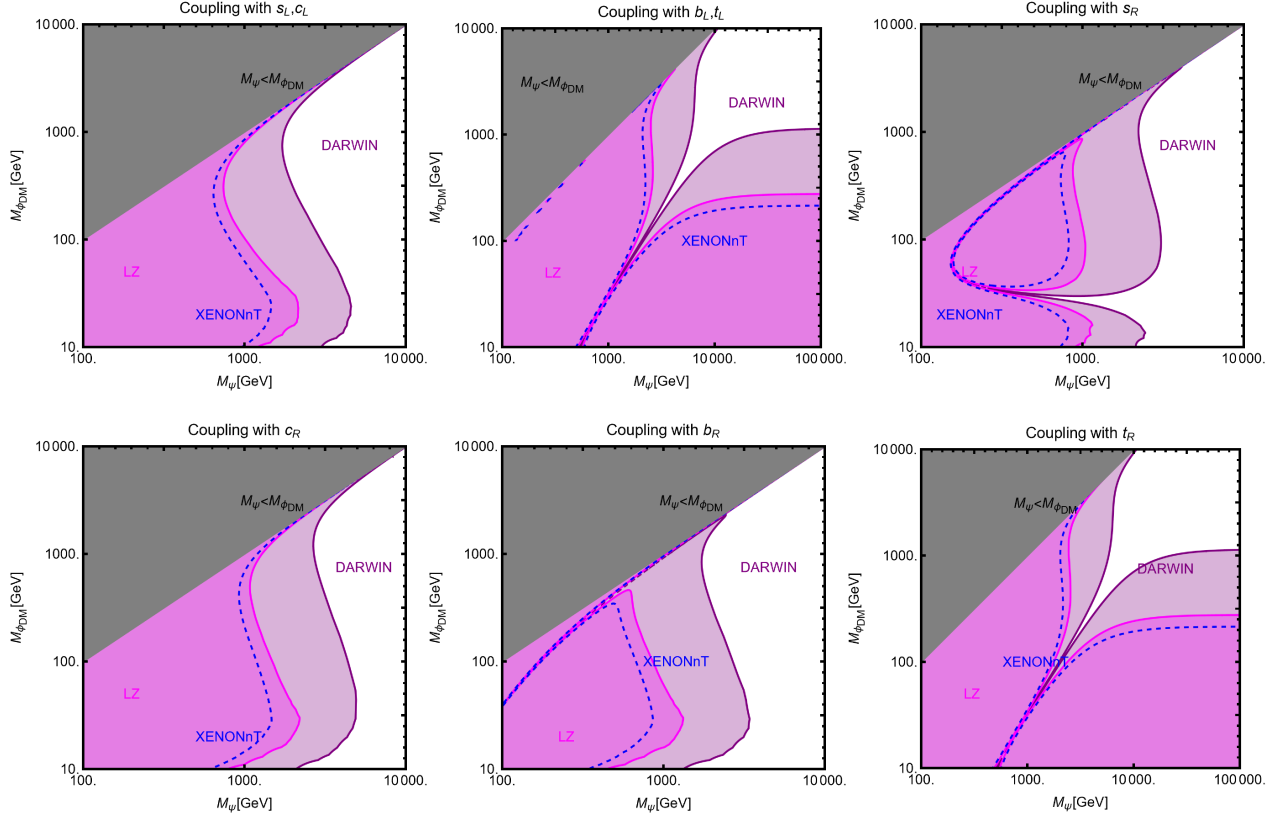 Coupling with s_L,c_L
10000.
1000.
100.
10.
M_ϕDM[GeV]
M_ψ<M_ϕDM
DARWIN
LZ
XENONnT
100.
1000.
10000.
M_ψ[GeV]
Coupling with b_L,t_L
10000.
1000.
100.
10.
M_ϕDM[GeV]
M_ψ<M_ϕDM
DARWIN
XENONnT
LZ
100.
1000.
10000.
100000.
M_ψ[GeV]
Coupling with s_R
10000.
1000.
100.
10.
M_ϕDM[GeV]
M_ψ<M_ϕDM
DARWIN
LZ
XENONnT
100.
1000.
10000.
M_ψ[GeV]
Coupling with c_R
10000.
1000.
100.
10.
M_ϕDM[GeV]
M_ψ<M_ϕDM
DARWIN
LZ
XENONnT
100.
1000.
10000.
M_ψ[GeV]
Coupling with b_R
10000.
1000.
100.
10.
M_ϕDM[GeV]
M_ψ<M_ϕDM
DARWIN
XENONnT
LZ
100.
1000.
10000.
M_ψ[GeV]
Coupling with t_R
10000.
1000.
100.
10.
M_ϕDM[GeV]
M_ψ<M_ϕDM
DARWIN
XENONnT
LZ
100.
1000.
10000.
100000.
M_ψ[GeV]